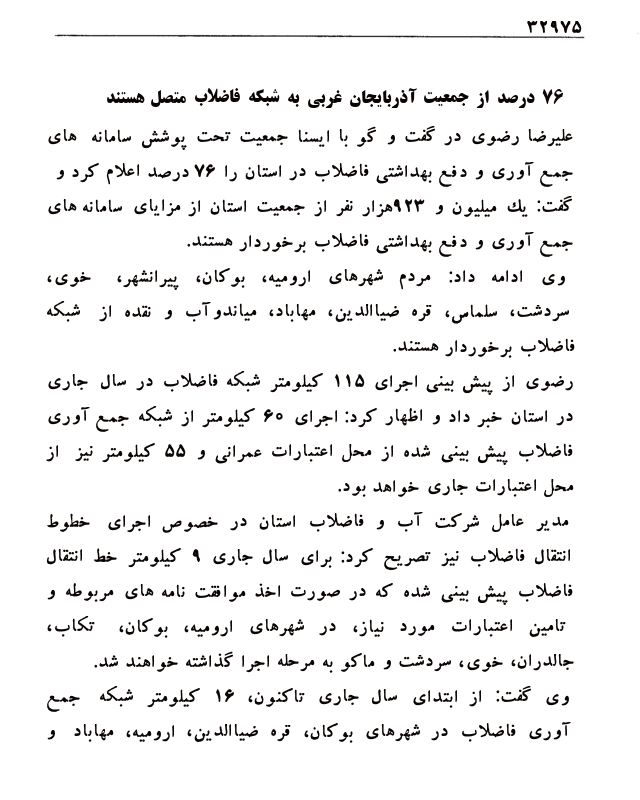 ۳۲۹۷۵
۷۶ درصد از جمعیت آذربایجان غربی به شبکه فاضلاب متصل هستند
علیرضا رضوی در گفت و گو با ایسنا جمعیت تحت پوشش سامانه های
جمع آوری و دفع بهداشتی فاضلاب در استان را ۷۶ درصد اعلام کرد و
گفت: یك میلیون و ۹۲۳هزار نفر از جمعیت استان از مزایای سامانه های
جمع آوری و دفع بهداشتی فاضلاب برخوردار هستند.
وی ادامه داد: مردم شهرهای ارومیه، بوکان، پیرانشهر، خوی،
سردشت، سلماس، قره ضیاالدین، مهاباد، میاندوآب و نقده از شبکه
فاضلاب برخوردار هستند.
رضوی از پیش بینی اجرای ۱۱۵ کیلومتر شبکه فاضلاب در سال جاری
در استان خبر داد و اظهار کرد: اجرای ۶۰ کیلومتر از شبکه جمع آوری
فاضلاب پیش بینی شده از محل اعتبارات عمرانی و ۵۵ کیلومتر نیز از
محل اعتبارات جاری خواهد بود.
مدیر عامل شرکت آب و فاضلاب استان در خصوص اجرای خطوط
انتقال فاضلاب نیز تصریح کرد: برای سال جاری ۹ کیلومتر خط انتقال
فاضلاب پیش بینی شده که در صورت اخذ موافقت نامه های مربوطه و
تامین اعتبارات مورد نیاز، در شهرهای ارومیه، بوکان، تکاب،
جالدران، خوی، سردشت و ماکو به مرحله اجرا گذاشته خواهند شد.
وی گفت: از ابتدای سال جاری تاکنون، ۱۶ کیلومتر شبکه جمع
آوری فاضلاب در شهرهای بوکان، قره ضیاالدین، ارومیه، مهاباد و